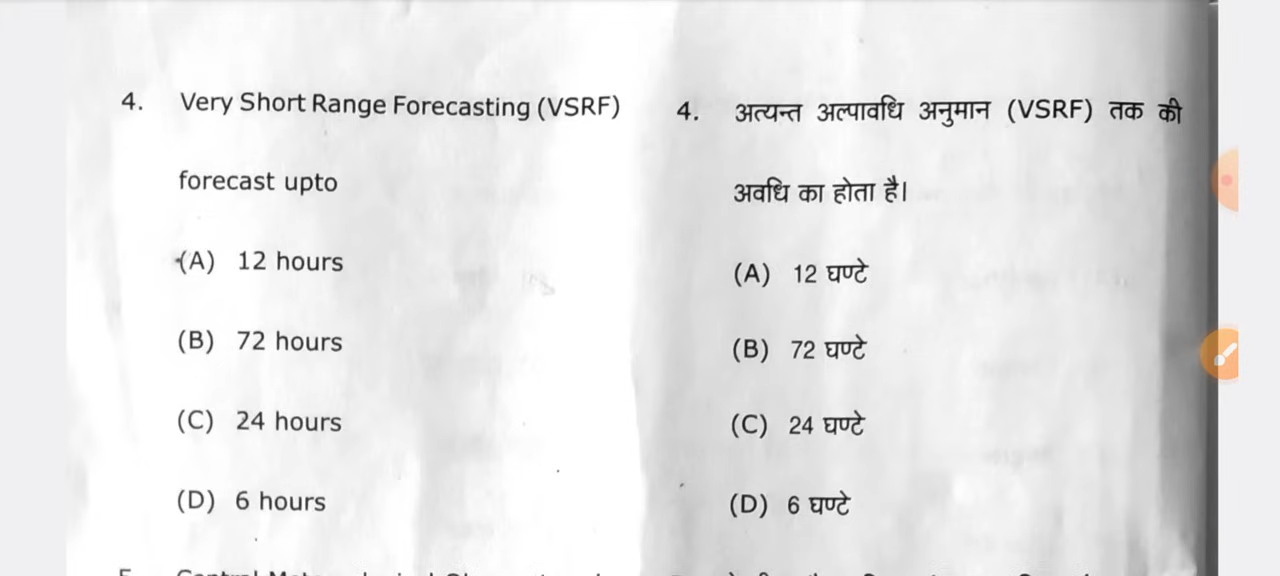 4. Very Short Range Forecasting (VSRF)
forecast upto
(A) 12 hours
(B) 72 hours
(C) 24 hours
(D) 6 hours
4. अत्यन्त अल्पावधि अनुमान (VSRF) तक की
अवधि का होता है।
(A) 12 घण्टे
(B) 72 घण्टे
(C) 24 घण्टे
(D) 6 घण्टे